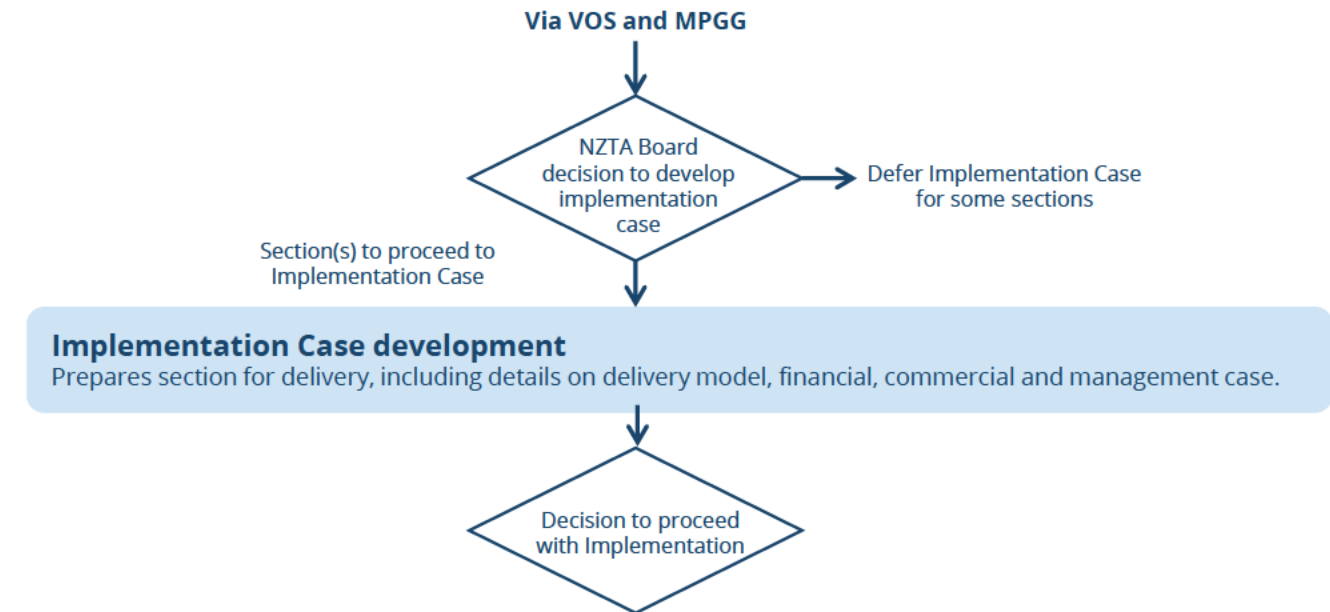 Via VOS and MPGG
NZTA Board
decision to develop
implementation
case
Defer Implementation Case
for some sections
Section(s) to proceed to
Implementation Case
Implementation Case development
Prepares section for delivery, including details on delivery model, financial, commercial and management case.
Decision to proceed
with Implementation